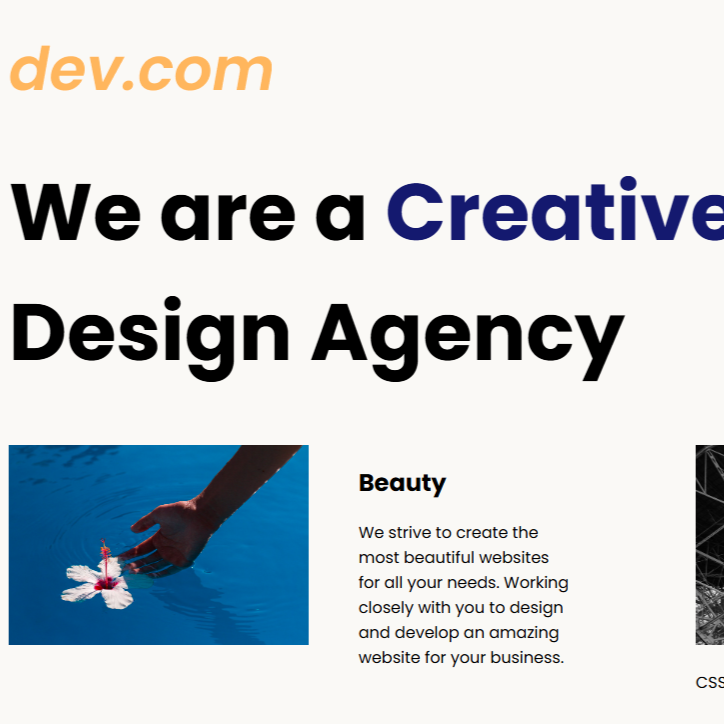 dev.com
We are a Creative
Design Agency
Beauty
We strive to create the
most beautiful websites
for all your needs. Working
closely with you to design
and develop an amazing
website for your business.
CSS